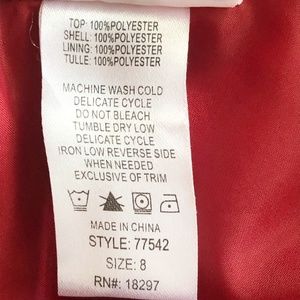 TOP: 100%POLYESTER
SHELL: 100%POLYESTER
LINING: 100%POLYESTER
TULLE: 100%POLYESTER
MACHINE WASH COLD
DELICATE CYCLE
DO NOT BLEACH
TUMBLE DRY LOW
DELICATE CYCLE
IRON LOW REVERSE SIDE
WHEN NEEDED
EXCLUSIVE OF TRIM
MADE IN CHINA
STYLE: 77542
SIZE: 8
RN#: 18297